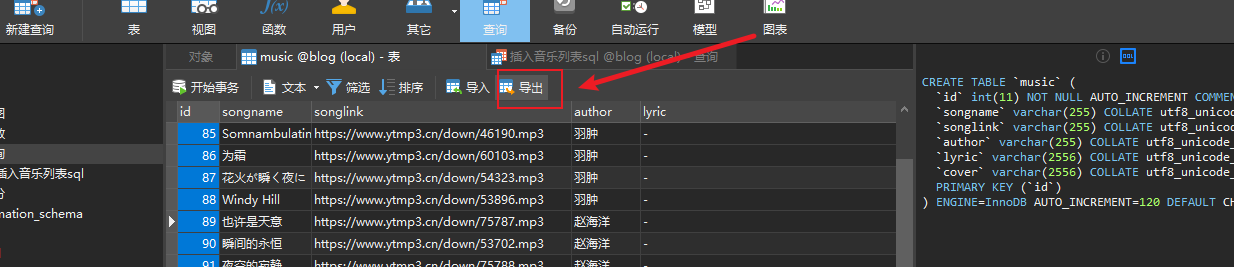 新建查询 表 视图 函数 用户 其它 查询 备份 自动运行 模型 图表
对象 music @blog (local) - 表 插入音乐列表sql @blog (local) - 查询
开始事务 文本 筛选 排序 导入 导出
id songname songlink author lyric
85 Somnambulatin https://www.ytmp3.cn/down/46190.mp3 羽肿 -
86 为霜 https://www.ytmp3.cn/down/60103.mp3 羽肿 -
87 花火が瞬く夜に https://www.ytmp3.cn/down/54323.mp3 羽肿 -
88 Windy Hill https://www.ytmp3.cn/down/53896.mp3 羽肿 -
89 也许是天意 https://www.ytmp3.cn/down/75787.mp3 赵海洋 -
90 瞬间的永恒 https://www.ytmp3.cn/down/53702.mp3 赵海洋 -
91 夜空的寂静 https://www.ytmp3.cn/down/75788.mp3 赵海洋 -
插入音乐列表sql
mation_schema
DDL
CREATE TABLE `music` (
`id` int(11) NOT NULL AUTO_INCREMENT COMMEN
`songname` varchar(255) COLLATE utf8_unicod
`songlink` varchar(255) COLLATE utf8_unicod
`author` varchar(255) COLLATE utf8_unicode_
`lyric` varchar(2556) COLLATE utf8_unicode_
`cover` varchar(2556) COLLATE utf8_unicode_
PRIMARY KEY (`id`)
) ENGINE=InnoDB AUTO_INCREMENT=120 DEFAULT CH